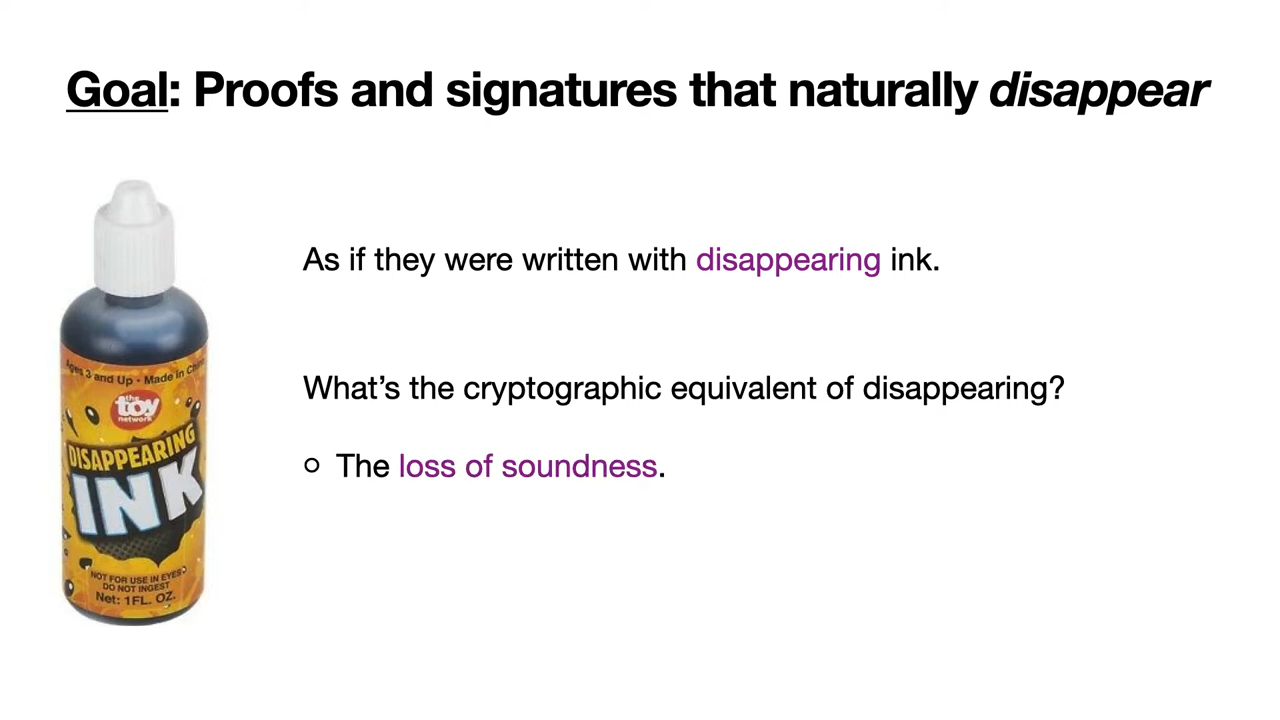 Goal: Proofs and signatures that naturally disappear
As if they were written with disappearing ink.
What's the cryptographic equivalent of disappearing?
The loss of soundness.
Ages 3 and Up • Made in China
the
toy
network
DISAPPEARING
INK
NOT FOR USE IN EYES
DO NOT INGEST
Net: 1FL. OZ.